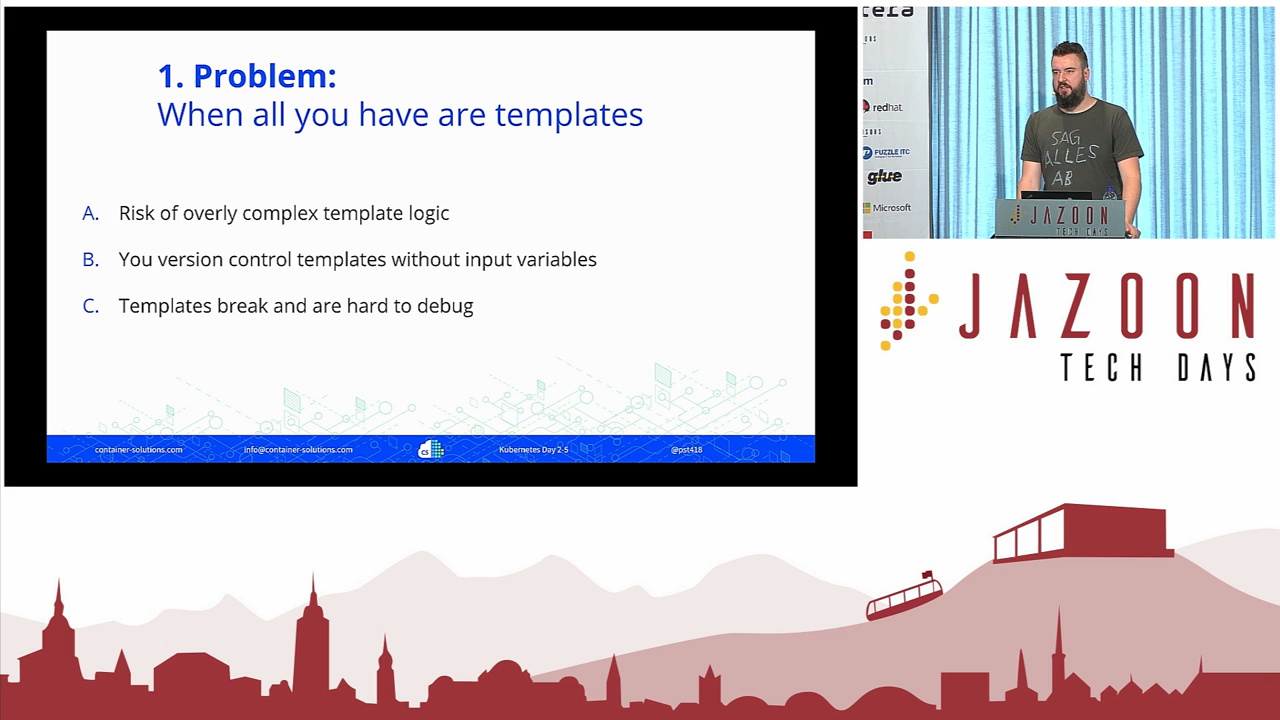 1. Problem:
When all you have are templates
A. Risk of overly complex template logic
B. You version control templates without input variables
C. Templates break and are hard to debug
container-solutions.com
info@container-solutions.com
cs
Kubernetes Day 2-5
@pst418
redhat.
PUZZLE ITC
glue
Microsoft
SAG
ALLES
AB
JAZOON
TECH DAYS
JAZOON
TECH DAYS